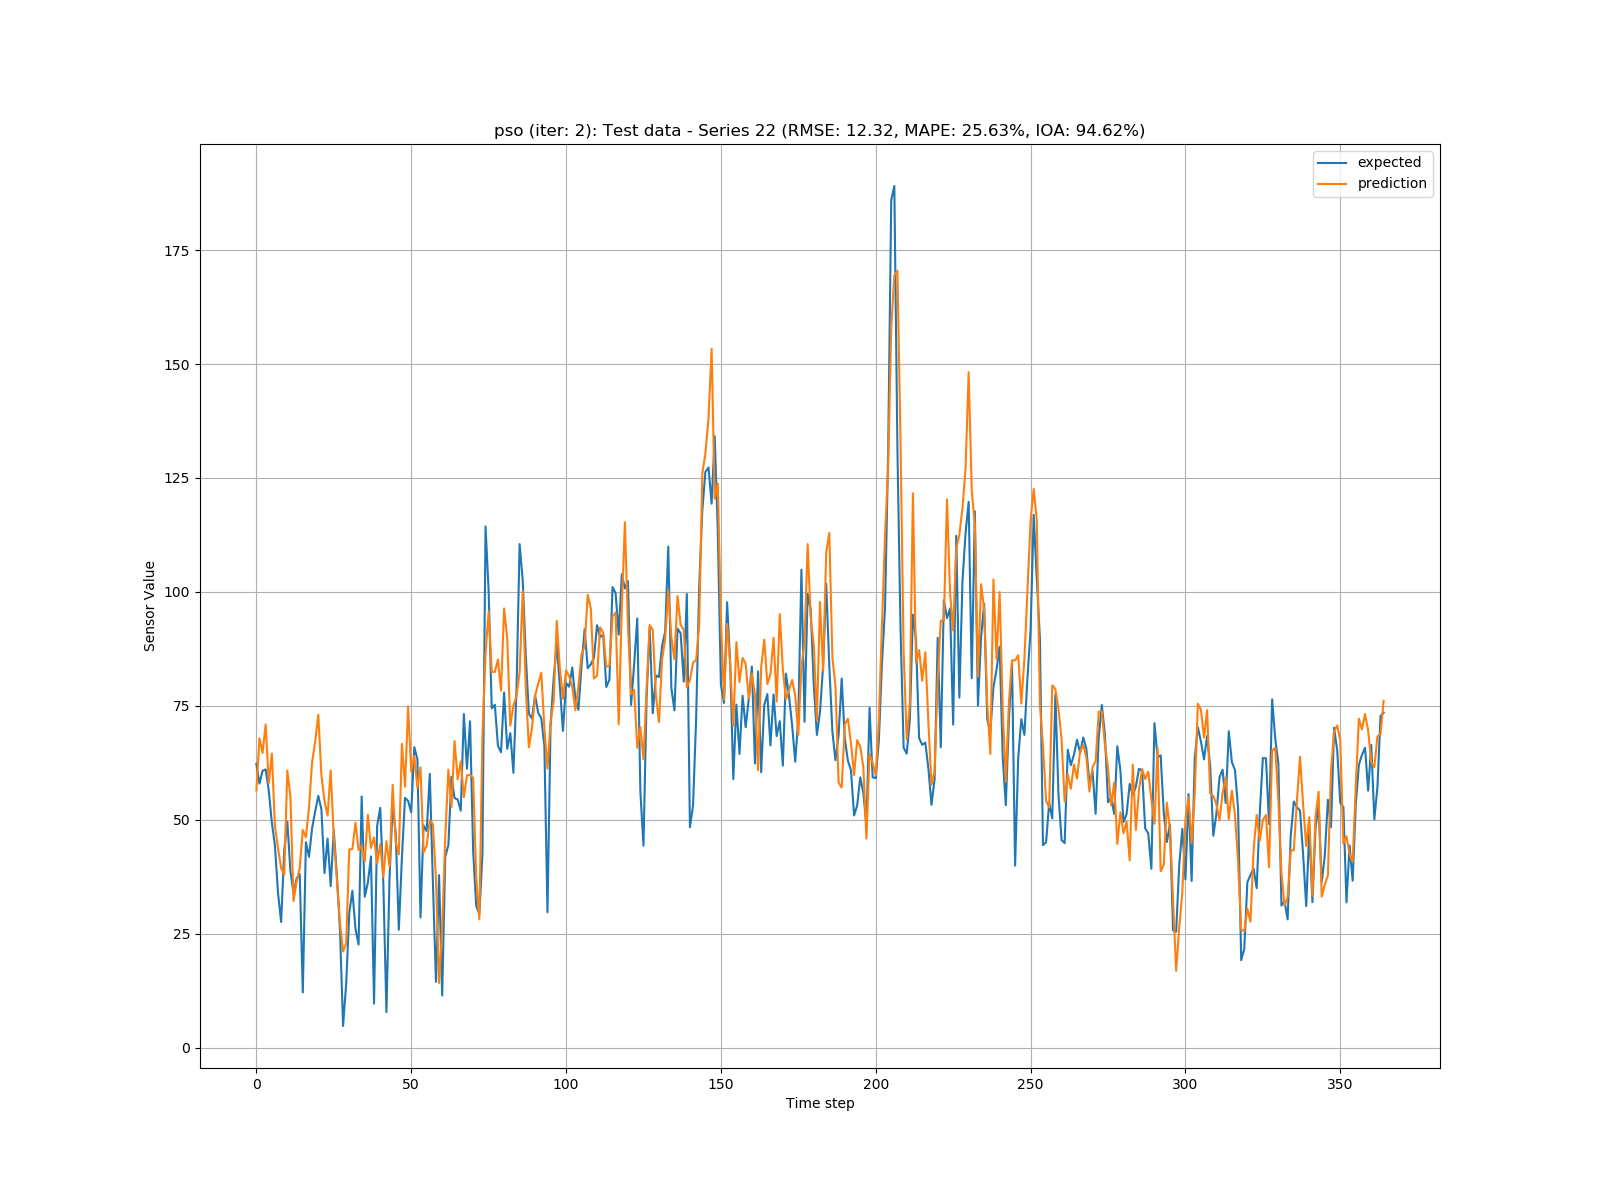 pso (iter: 2): Test data - Series 22 (RMSE: 12.32, MAPE: 25.63%, IOA: 94.62%)
expected
prediction
175
150
125
100
75
50
25
0
Sensor Value
0 50 100 150 200 250 300 350
Time step